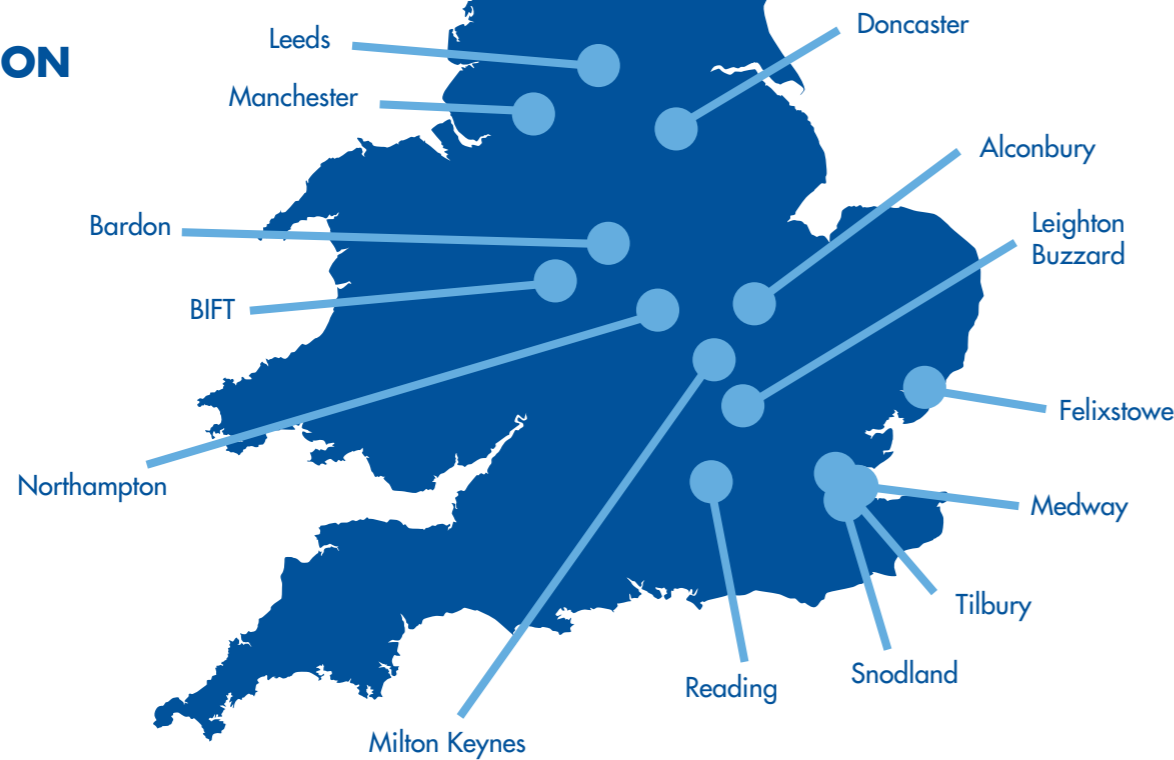 ON
Leeds
Doncaster
Manchester
Alconbury
Bardon
Leighton
Buzzard
BIFT
Felixstowe
Northampton
Medway
Tilbury
Snodland
Reading
Milton Keynes